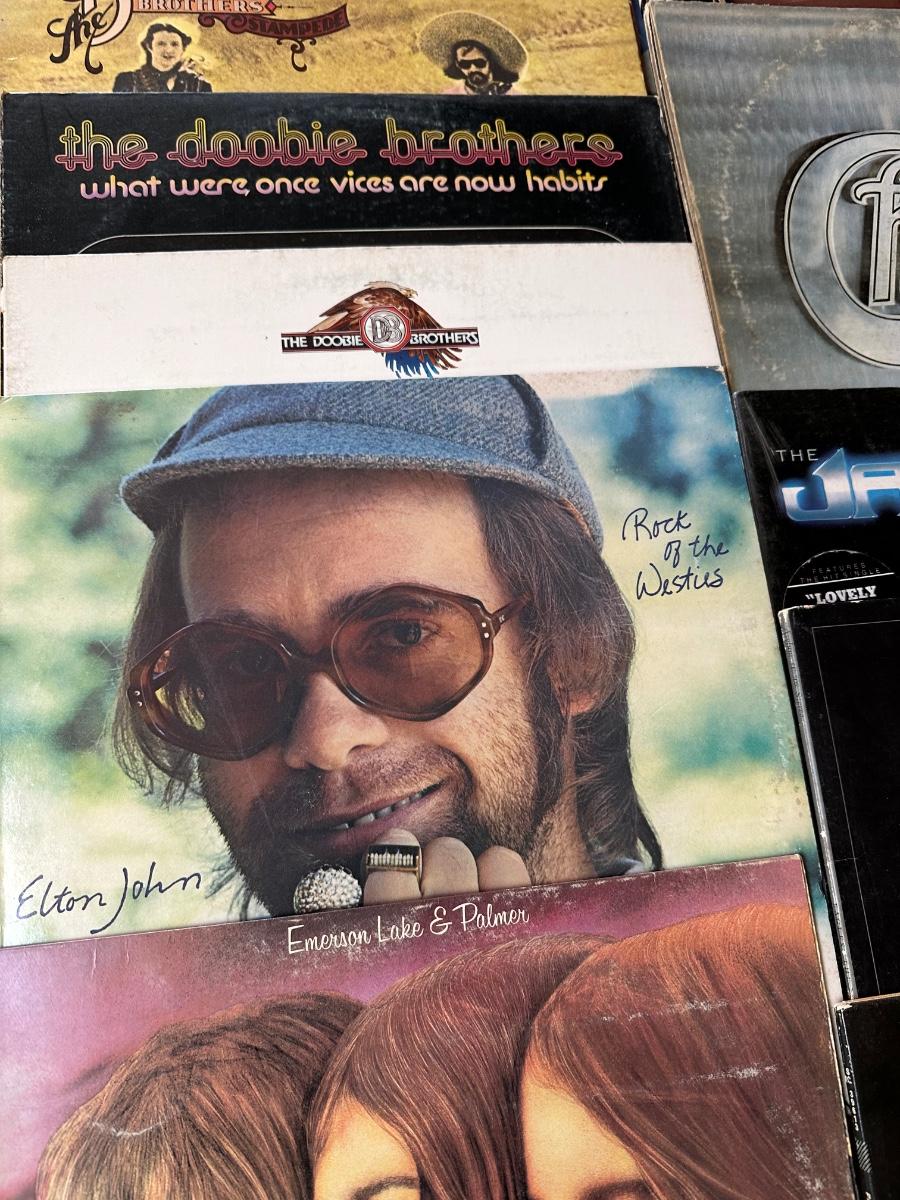 The
BROTHERS
STAMPEDE
the doobie brothers
what were once vices are now habits
THE DOOBIE DB BROTHERS
Rock
of the
Westies
Elton John
Emerson Lake & Palmer
f
THE
JA
FEATURES
THE HIT SINGLE
"LOVELY